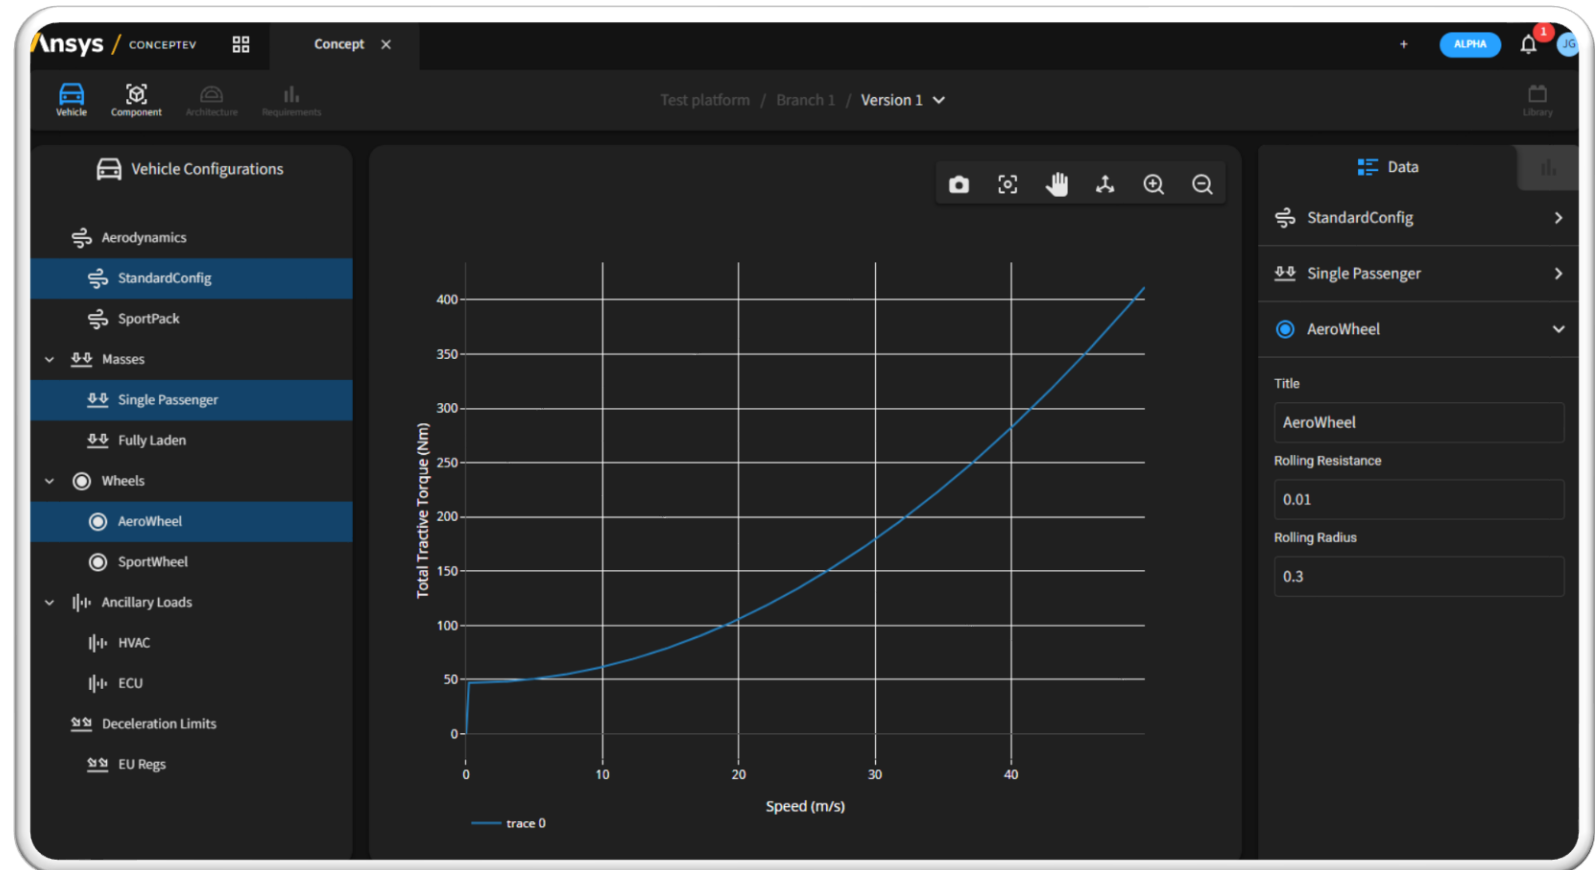 Ansys / CONCEPTEV
Concept ×
+
ALPHA
1
JG
Vehicle
Component
Architecture
Requirements
Test platform / Branch 1 / Version 1
Library
Vehicle Configurations
Aerodynamics
StandardConfig
SportPack
Masses
Single Passenger
Fully Laden
Wheels
AeroWheel
SportWheel
Ancillary Loads
HVAC
ECU
Deceleration Limits
EU Regs
Total Tractive Torque (Nm)
400
350
300
250
200
150
100
50
0
0 10 20 30 40
Speed (m/s)
trace 0
Data
StandardConfig
Single Passenger
AeroWheel
Title
AeroWheel
Rolling Resistance
0.01
Rolling Radius
0.3